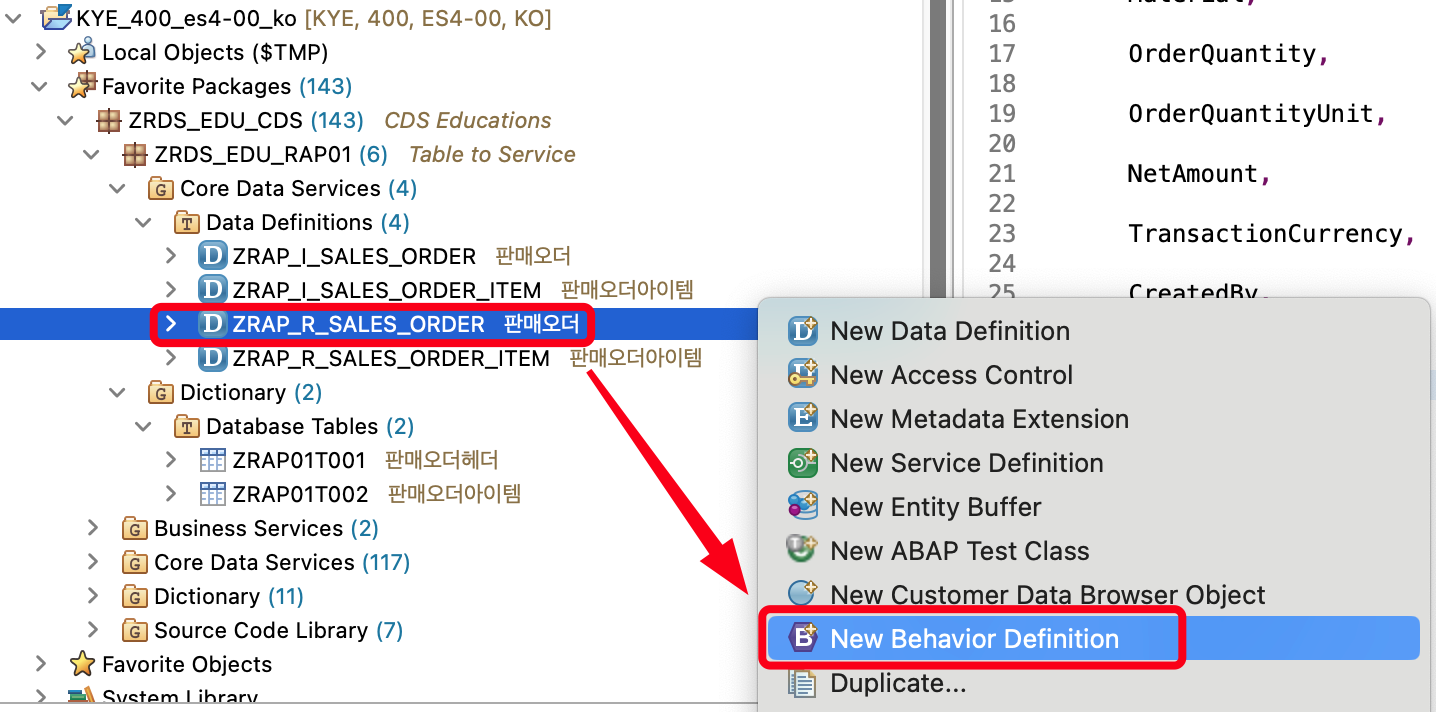 KYE_400_es4-00_ko [KYE, 400, ES4-00, KO]
Local Objects ($TMP)
Favorite Packages (143)
ZRDS_EDU_CDS (143) CDS Educations
ZRDS_EDU_RAP01 (6) Table to Service
G Core Data Services (4)
T Data Definitions (4)
D ZRAP_I_SALES_ORDER 판매오더
D ZRAP_I_SALES_ORDER_ITEM 판매오더아이템
D ZRAP_R_SALES_ORDER 판매오더
D ZRAP_R_SALES_ORDER_ITEM 판매오더아이템
G Dictionary (2)
T Database Tables (2)
ZRAP01T001 판매오더헤더
ZRAP01T002 판매오더아이템
G Business Services (2)
G Core Data Services (117)
G Dictionary (11)
G Source Code Library (7)
Favorite Objects
System Library
15 Material,
16
17 OrderQuantity,
18
19 OrderQuantityUnit,
20
21 NetAmount,
22
23 TransactionCurrency,
24
25 CreatedBy,
D New Data Definition
New Access Control
E New Metadata Extension
New Service Definition
New Entity Buffer
New ABAP Test Class
New Customer Data Browser Object
B New Behavior Definition
Duplicate...